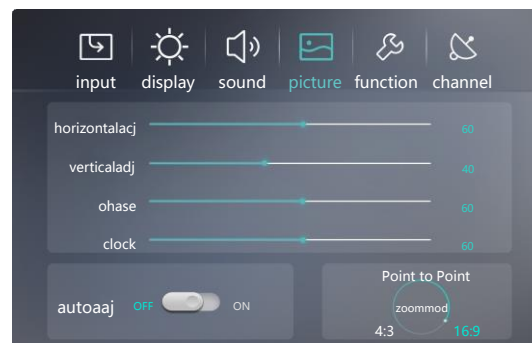 input display sound picture function channel
horizontalacj 60
verticaladj 40
ohase 60
clock 60
autoaaj OFF ON
Point to Point
zoommod
4:3 16:9